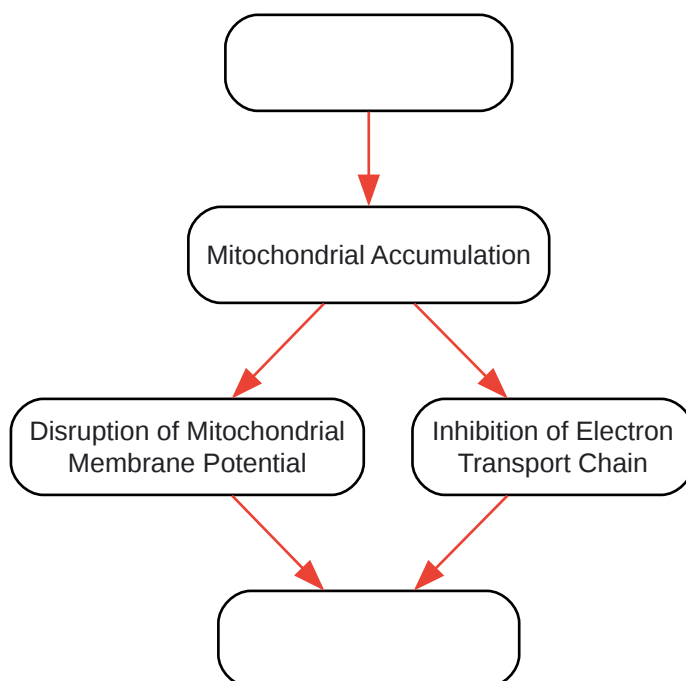 Mitochondrial Accumulation
Disruption of Mitochondrial
Membrane Potential
Inhibition of Electron
Transport Chain